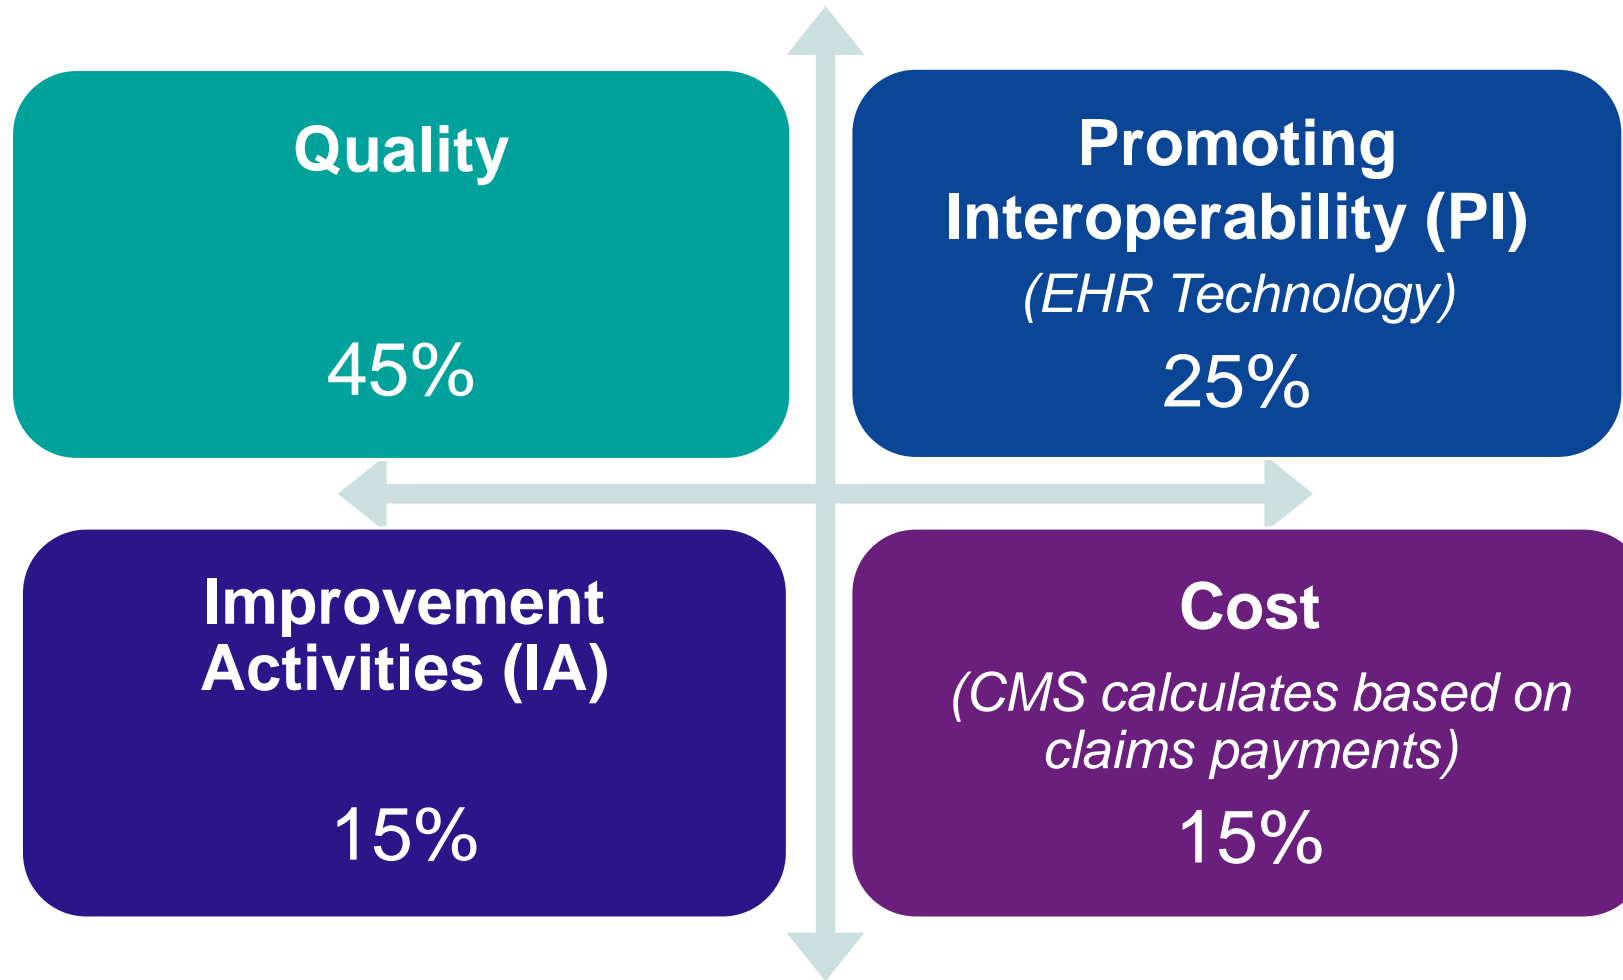 Quality
45%
Promoting
Interoperability (PI)
(EHR Technology)
25%
Improvement
Activities (IA)
15%
Cost
(CMS calculates based on
claims payments)
15%